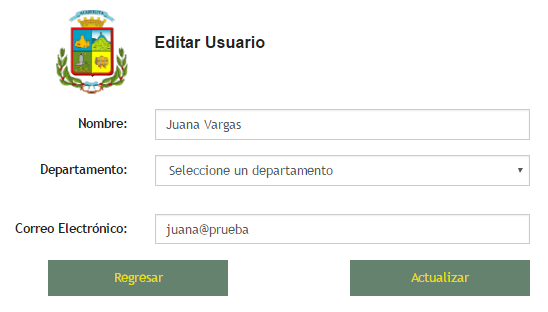 Editar Usuario
Nombre: Juana Vargas
Departamento: Seleccione un departamento
Correo Electrónico: juana@prueba
Regresar Actualizar